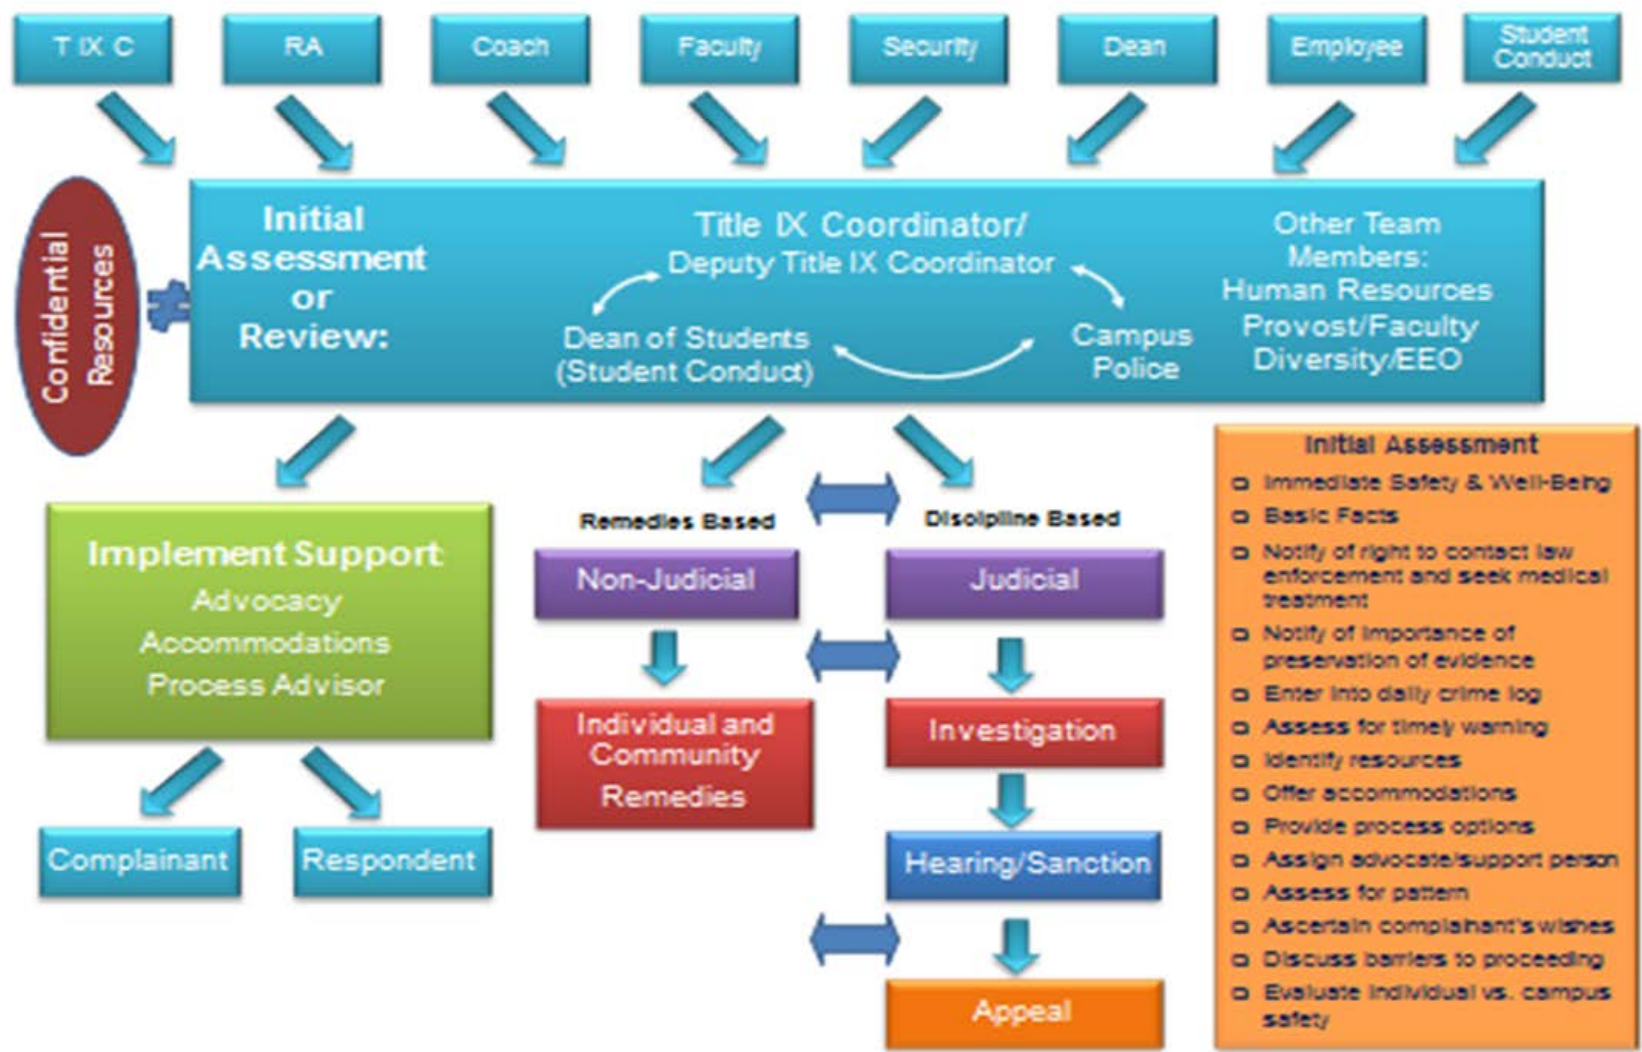 T IX C
RA
Coach
Faculty
Security
Dean
Employee
Student
Conduct
Confidential
Resources
Initial
Assessment
or
Review:
Title IX Coordinator/
Deputy Title IX Coordinator
Dean of Students
(Student Conduct)
Campus
Police
Other Team
Members:
Human Resources
Provost/Faculty
Diversity/EEO
Implement Support
Advocacy
Accommodations
Process Advisor
Complainant
Respondent
Remedies Based
Non-Judicial
Individual and
Community
Remedies
Discipline Based
Judicial
Investigation
Hearing/Sanction
Appeal
Initial Assessment
Immediate Safety & Well-Being
Basic Facts
Notify of right to contact law
enforcement and seek medical
treatment
Notify of importance of
preservation of evidence
Enter into daily crime log
Assess for timely warning
Identify resources
Offer accommodations
Provide process options
Assign advocate/support person
Assess for pattern
Ascertain complainant's wishes
Discuss barriers to proceeding
Evaluate individual vs. campus
safety